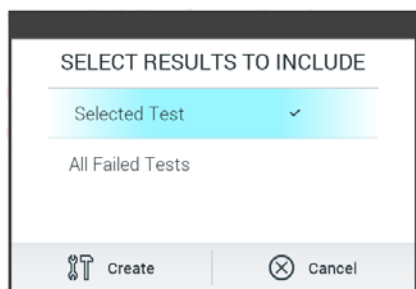 SELECT RESULTS TO INCLUDE
Selected Test
All Failed Tests
Create Cancel